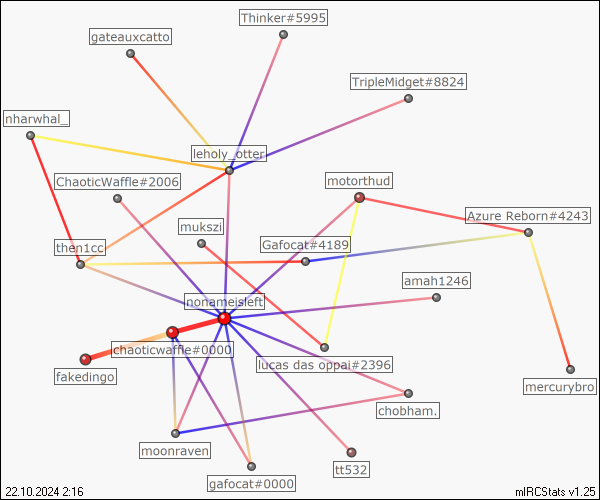 Thinker#5995
gateauxcatto
TripleMidget#8824
nharwhal_
leholy_otter
ChaoticWaffle#2006
motorthud
Azure Reborn#4243
mukszi
Gafocat#4189
then1cc
amah1246
nonameisleft
chaoticwaffle#0000
lucas das oppai#2396
fakedingo
mercurybro
chobham.
moonraven
tt532
gafocat#0000
22.10.2024 2:16
mIRCStats v1.25